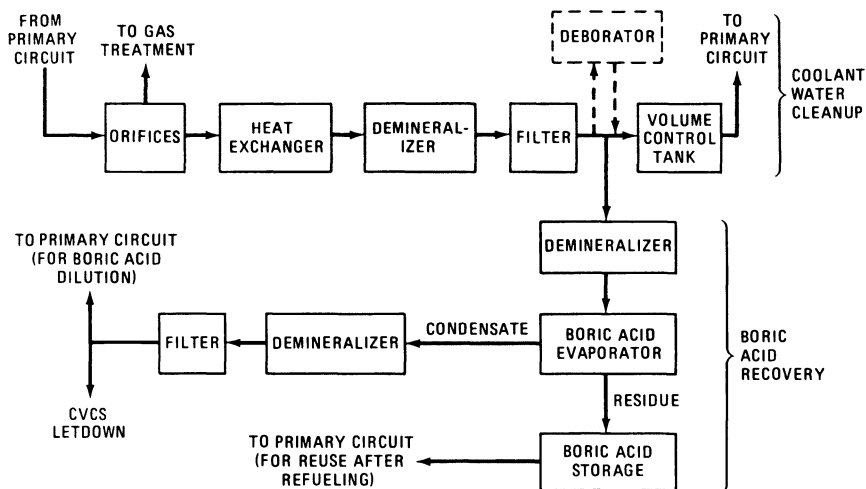 FROM
PRIMARY
CIRCUIT
TO GAS
TREATMENT
DEBORATOR
TO
PRIMARY
CIRCUIT
COOLANT
WATER
CLEANUP
ORIFICES
HEAT
EXCHANGER
DEMINERAL-
IZER
FILTER
VOLUME
CONTROL
TANK
TO PRIMARY CIRCUIT
(FOR BORIC ACID
DILUTION)
DEMINERALIZER
FILTER
DEMINERALIZER
CONDENSATE
BORIC ACID
EVAPORATOR
BORIC
ACID
RECOVERY
CVCS
LETDOWN
RESIDUE
TO PRIMARY CIRCUIT
(FOR REUSE AFTER
REFUELING)
BORIC ACID
STORAGE